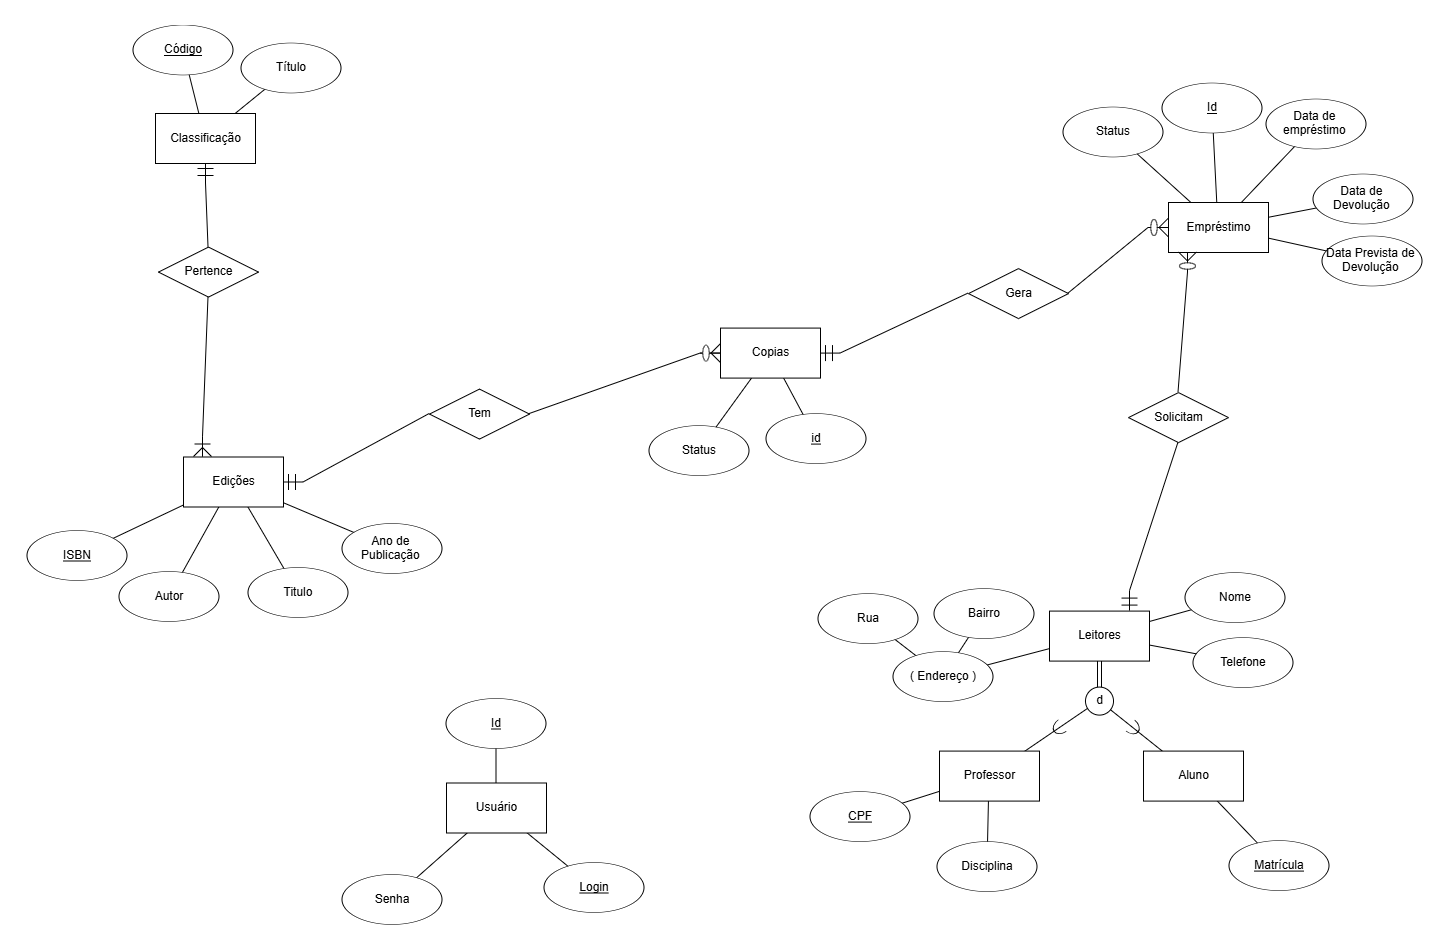 Código
Título
Classificação
Pertence
Edições
ISBN
Autor
Titulo
Ano de
Publicação
Tem
Copias
Status
id
Gera
Status
Id
Data de
empréstimo
Data de
Devolução
Data Prevista de
Devolução
Empréstimo
Solicitam
Leitores
Nome
Telefone
Rua
Bairro
( Endereço )
d
Professor
Aluno
CPF
Disciplina
Matrícula
Id
Usuário
Senha
Login